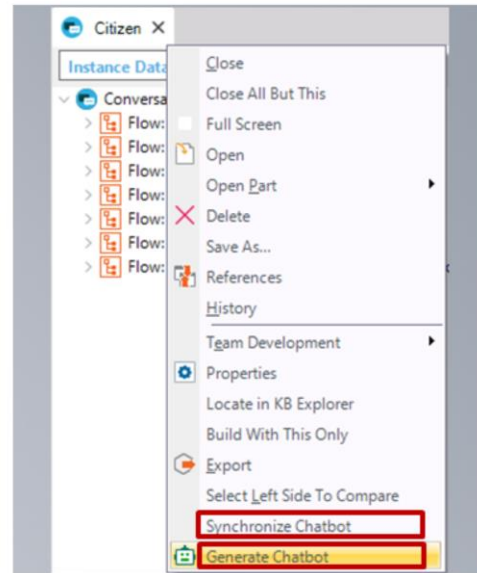 Citizen
Instance Data
Conversa
Flow:
Flow:
Flow:
Flow:
Flow:
Flow:
Flow:
Close
Close All But This
Full Screen
Open
Open Part
Delete
Save As...
References
History
Team Development
Properties
Locate in KB Explorer
Build With This Only
Export
Select Left Side To Compare
Synchronize Chatbot
Generate Chatbot